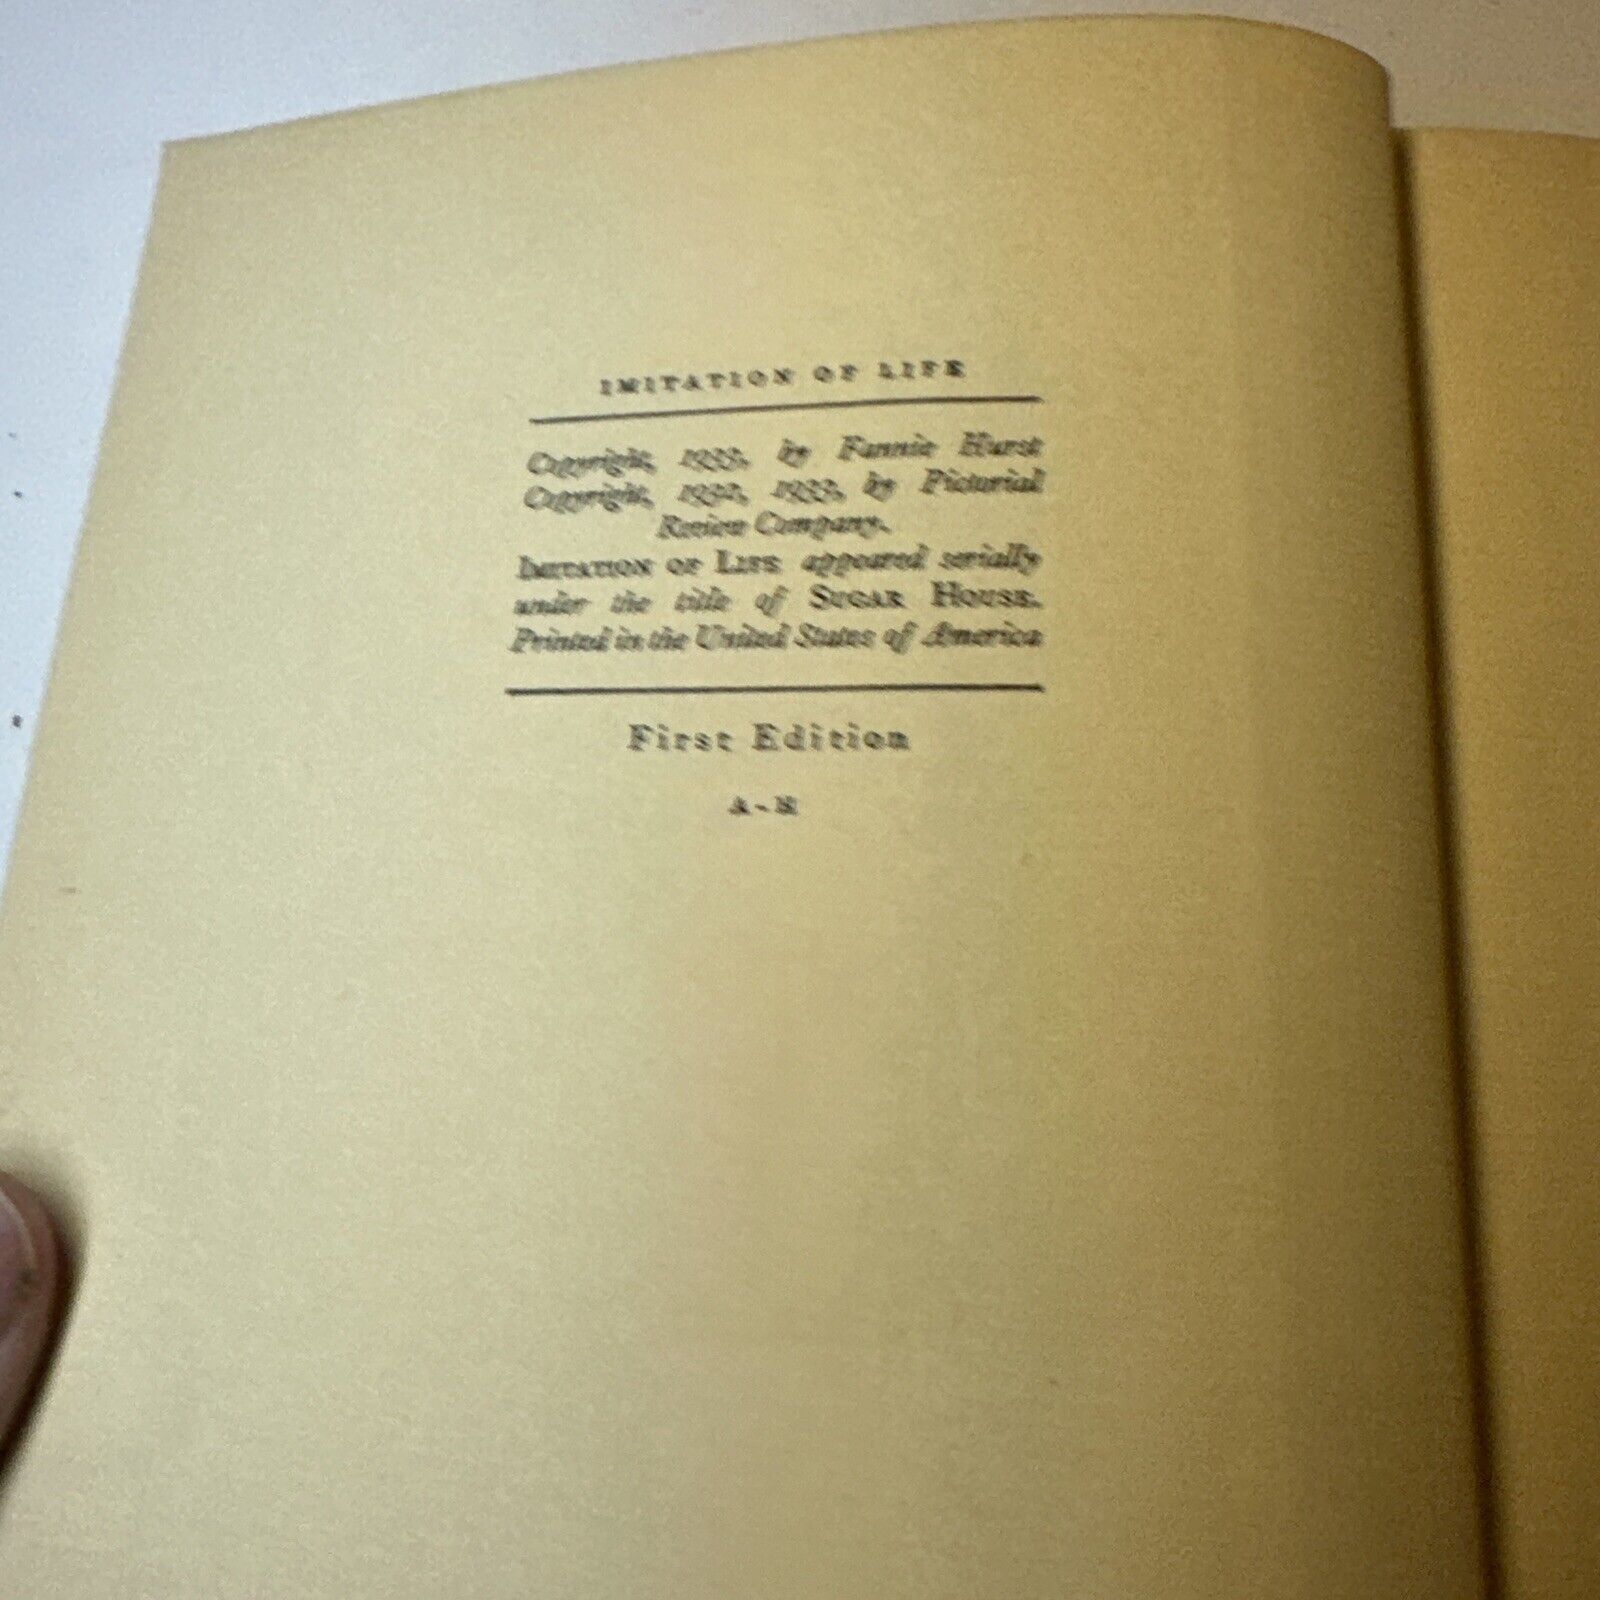 IMITATION OF LIFE
Copyright, 1933, by Fannie Hurst
Copyright, 1932, 1933, by Pictorial
Review Company.
IMITATION OF LIFE appeared serially
under the title of SUGAR HOUSE.
Printed in the United States of America
First Edition
A-H